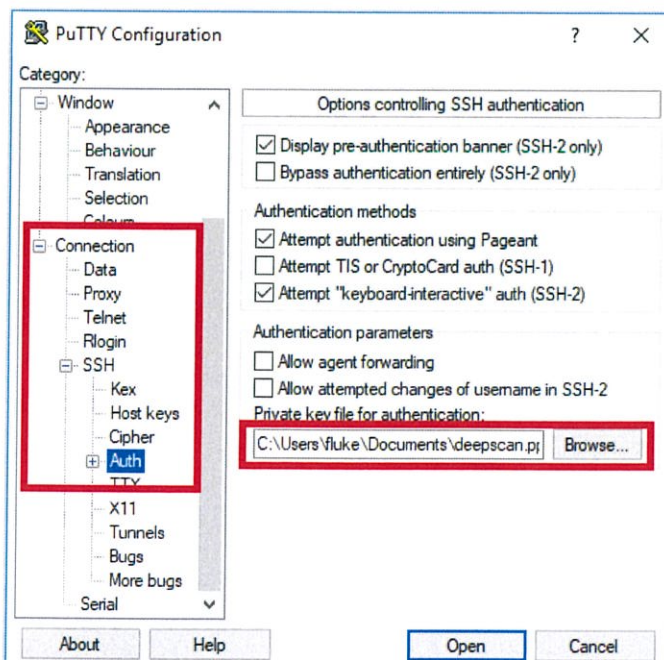 PuTTY Configuration
?
Category:
Window
Appearance
Behaviour
Translation
Selection
Colours
Connection
Data
Proxy
Telnet
Rlogin
SSH
Kex
Host keys
Cipher
Auth
TTY
X11
Tunnels
Bugs
More bugs
Serial
Options controlling SSH authentication
Display pre-authentication banner (SSH-2 only)
Bypass authentication entirely (SSH-2 only)
Authentication methods
Attempt authentication using Pageant
Attempt TIS or CryptoCard auth (SSH-1)
Attempt "keyboard-interactive" auth (SSH-2)
Authentication parameters
Allow agent forwarding
Allow attempted changes of username in SSH-2
Private key file for authentication:
C:\Users\fluke\Documents\deepscan.pp Browse...
About Help Open Cancel